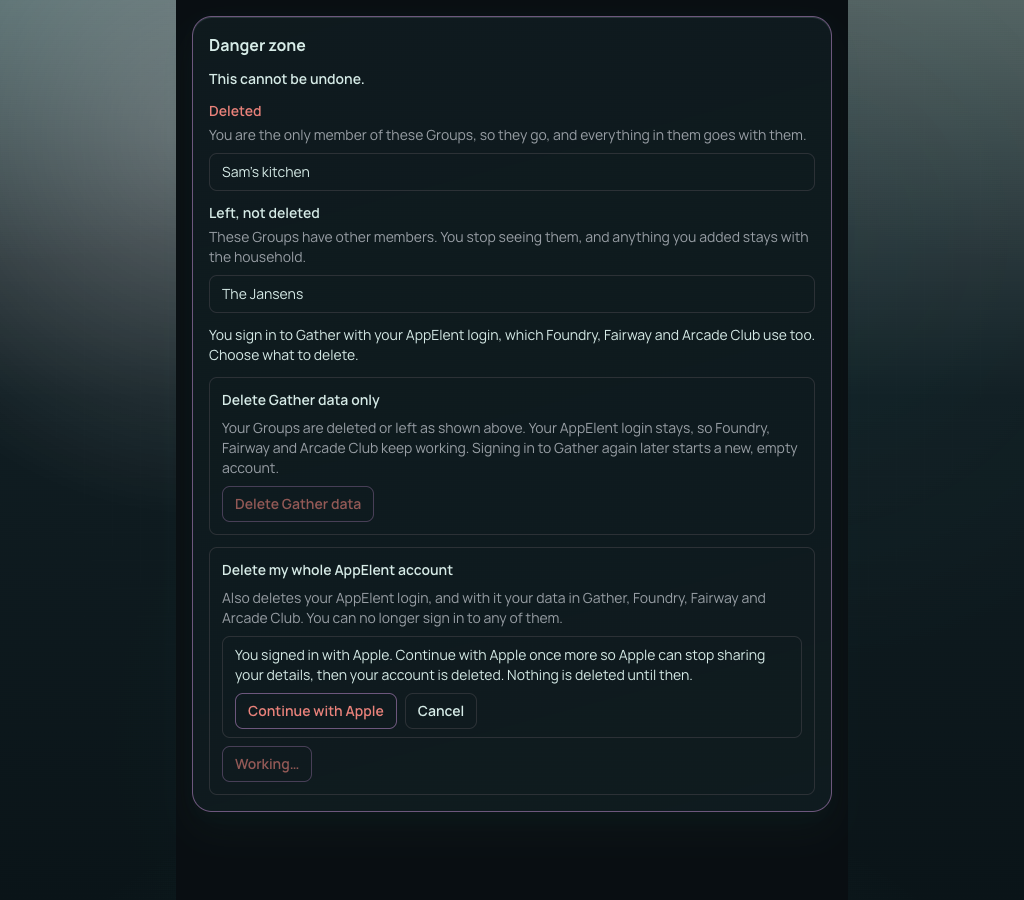 Danger zone
This cannot be undone.
Deleted
You are the only member of these Groups, so they go, and everything in them goes with them.
Sam's kitchen
Left, not deleted
These Groups have other members. You stop seeing them, and anything you added stays with
the household.
The Jansens
You sign in to Gather with your AppElent login, which Foundry, Fairway and Arcade Club use too.
Choose what to delete.
Delete Gather data only
Your Groups are deleted or left as shown above. Your AppElent login stays, so Foundry,
Fairway and Arcade Club keep working. Signing in to Gather again later starts a new, empty
account.
Delete Gather data
Delete my whole AppElent account
Also deletes your AppElent login, and with it your data in Gather, Foundry, Fairway and
Arcade Club. You can no longer sign in to any of them.
You signed in with Apple. Continue with Apple once more so Apple can stop sharing
your details, then your account is deleted. Nothing is deleted until then.
Continue with Apple
Cancel
Working…